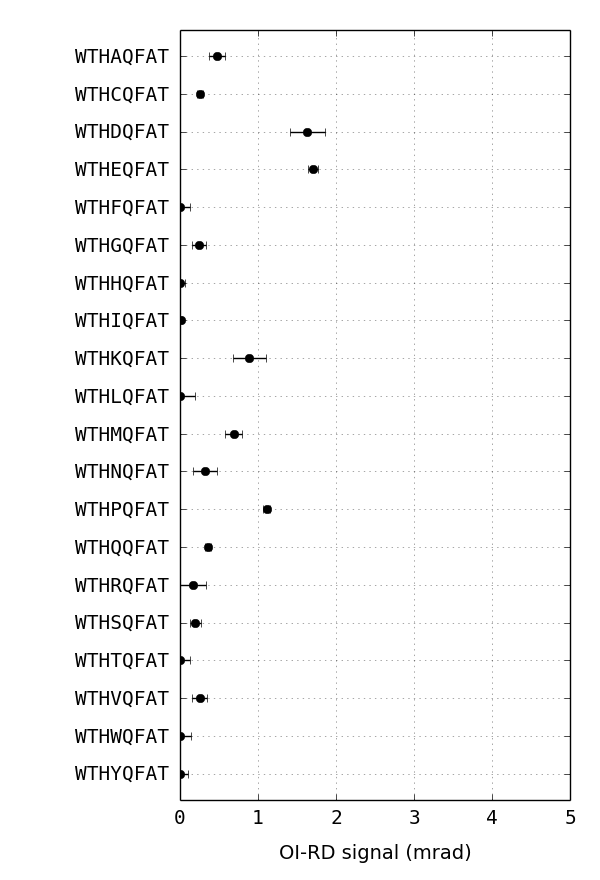 WTHAQFAT
WTHCQFAT
WTHDQFAT
WTHEQFAT
WTHFQFAT
WTHGQFAT
WTHHQFAT
WTHIQFAT
WTHKQFAT
WTHLQFAT
WTHMQFAT
WTHNQFAT
WTHPQFAT
WTHQQFAT
WTHRQFAT
WTHSQFAT
WTHTQFAT
WTHVQFAT
WTHWQFAT
WTHYQFAT
0 1 2 3 4 5
OI-RD signal (mrad)